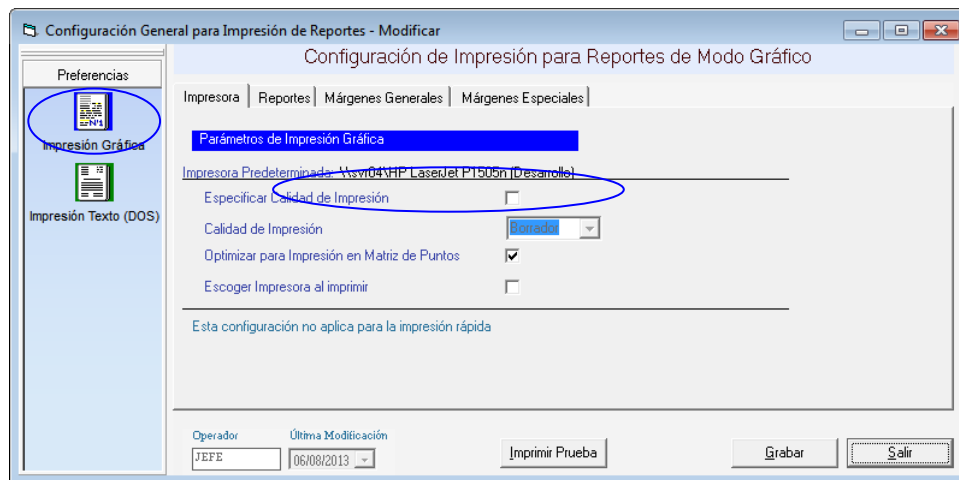 Configuración General para Impresión de Reportes - Modificar
Configuración de Impresión para Reportes de Modo Gráfico
Preferencias
Impresión Gráfica
Impresión Texto (DOS)
Impresora Reportes Márgenes Generales Márgenes Especiales
Parámetros de Impresión Gráfica
Impresora Predeterminada: \\svr04\HP LaserJet P1505n [Desarrollo]
Especificar Calidad de Impresión
Calidad de Impresión Borrador
Optimizar para Impresión en Matriz de Puntos
Escoger Impresora al imprimir
Esta configuración no aplica para la impresión rápida
Operador Última Modificación
JEFE 06/08/2013
Imprimir Prueba Grabar Salir